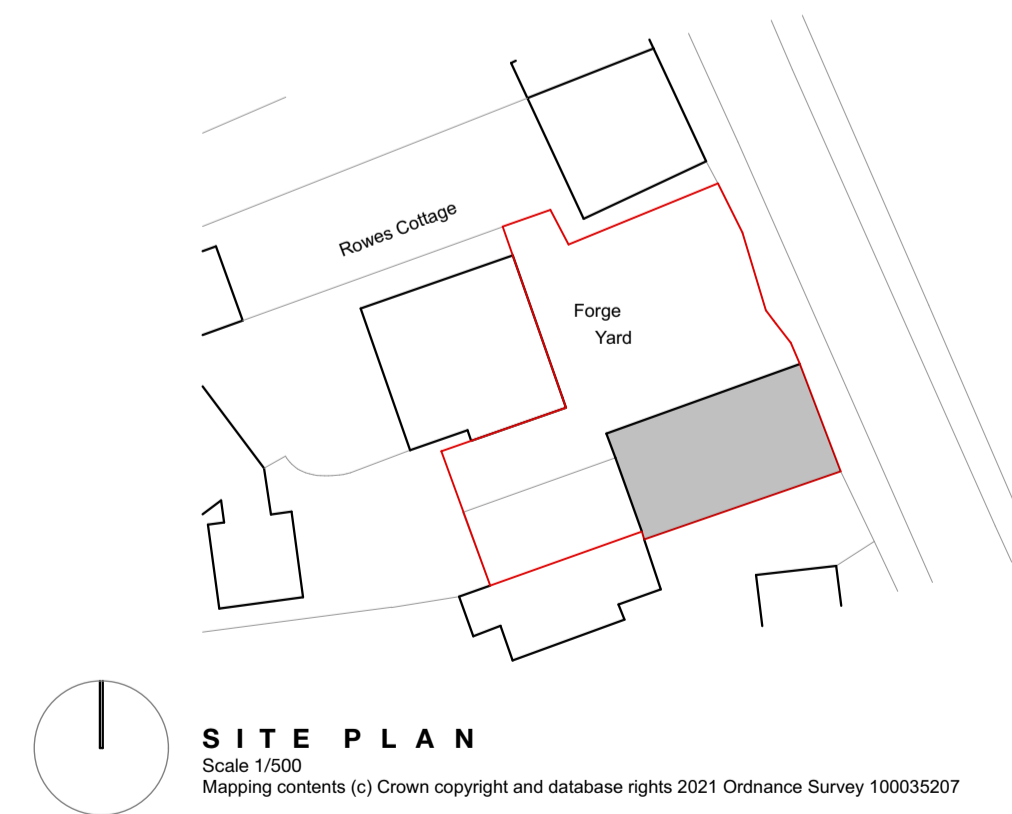 Rowes Cottage
Forge
Yard
SITE PLAN
Scale 1/500
Mapping contents (c) Crown copyright and database rights 2021 Ordnance Survey 100035207